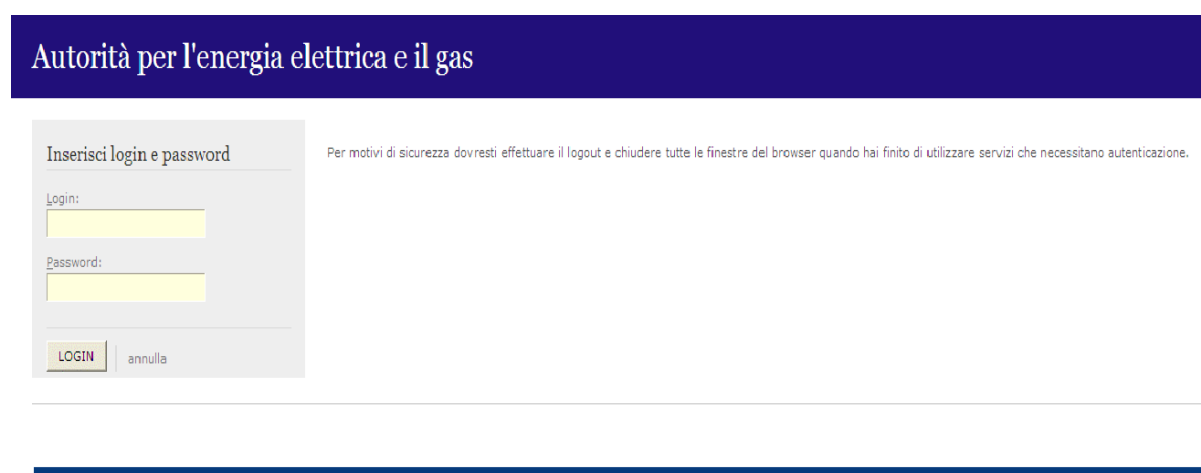 Autorità per l'energia elettrica e il gas
Inserisci login e password
Per motivi di sicurezza dovresti effettuare il logout e chiudere tutte le finestre del browser quando hai finito di utilizzare servizi che necessitano autenticazione.
Login:
Password:
LOGIN
annulla